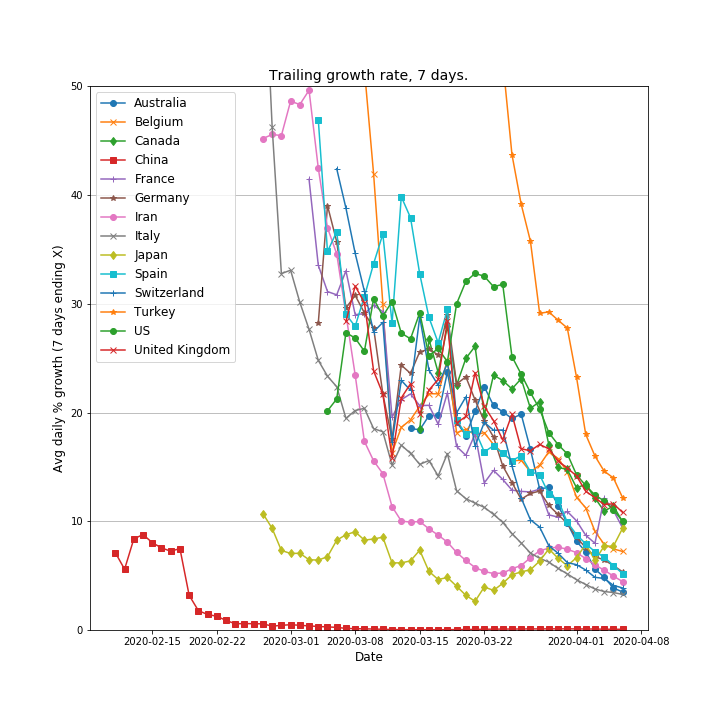 Trailing growth rate, 7 days.
Avg daily % growth (7 days ending X)
50
40
30
20
10
0
Australia
Belgium
Canada
China
France
Germany
Iran
Italy
Japan
Spain
Switzerland
Turkey
US
United Kingdom
2020-02-15 2020-02-22 2020-03-01 2020-03-08 2020-03-15 2020-03-22 2020-04-01 2020-04-08
Date